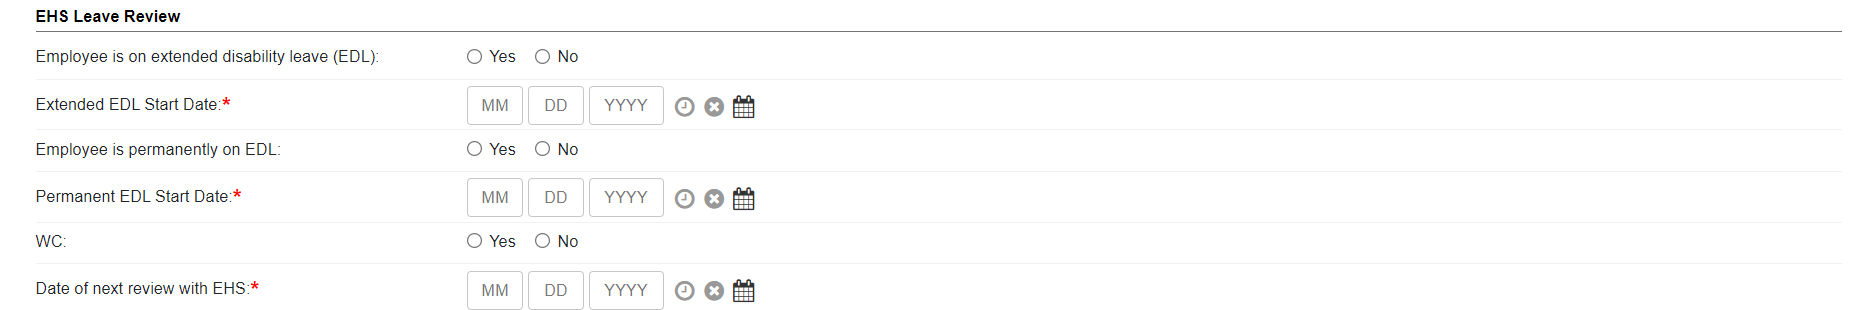 EHS Leave Review
Employee is on extended disability leave (EDL): Yes No
Extended EDL Start Date:* MM DD YYYY
Employee is permanently on EDL: Yes No
Permanent EDL Start Date:* MM DD YYYY
WC: Yes No
Date of next review with EHS:* MM DD YYYY